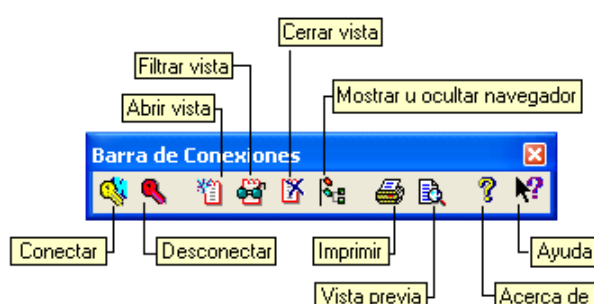 Cerrar vista
Filtrar vista
Mostrar u ocultar navegador
Abrir vista
Barra de Conexiones
Conectar
Desconectar
Imprimir
Ayuda
Vista previa
Acerca de